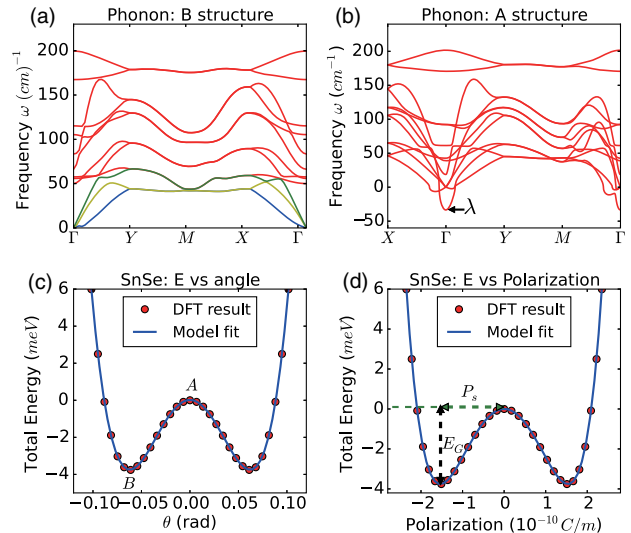 (a) Phonon: B structure
Frequency ω (cm)⁻¹
200
150
100
50
0
Γ Y M X Γ
(b) Phonon: A structure
Frequency ω (cm⁻¹)
200
150
100
50
0
−50
λ
X Γ Y M Γ
(c) SnSe: E vs angle
Total Energy (meV)
6
4
2
0
−2
−4
DFT result
Model fit
A
B
−0.10 −0.05 0.00 0.05 0.10
θ (rad)
(d) SnSe: E vs Polarization
Total Energy (meV)
6
4
2
0
−2
−4
DFT result
Model fit
P_s
E_G
−2 −1 0 1 2
Polarization (10⁻¹⁰ C/m)